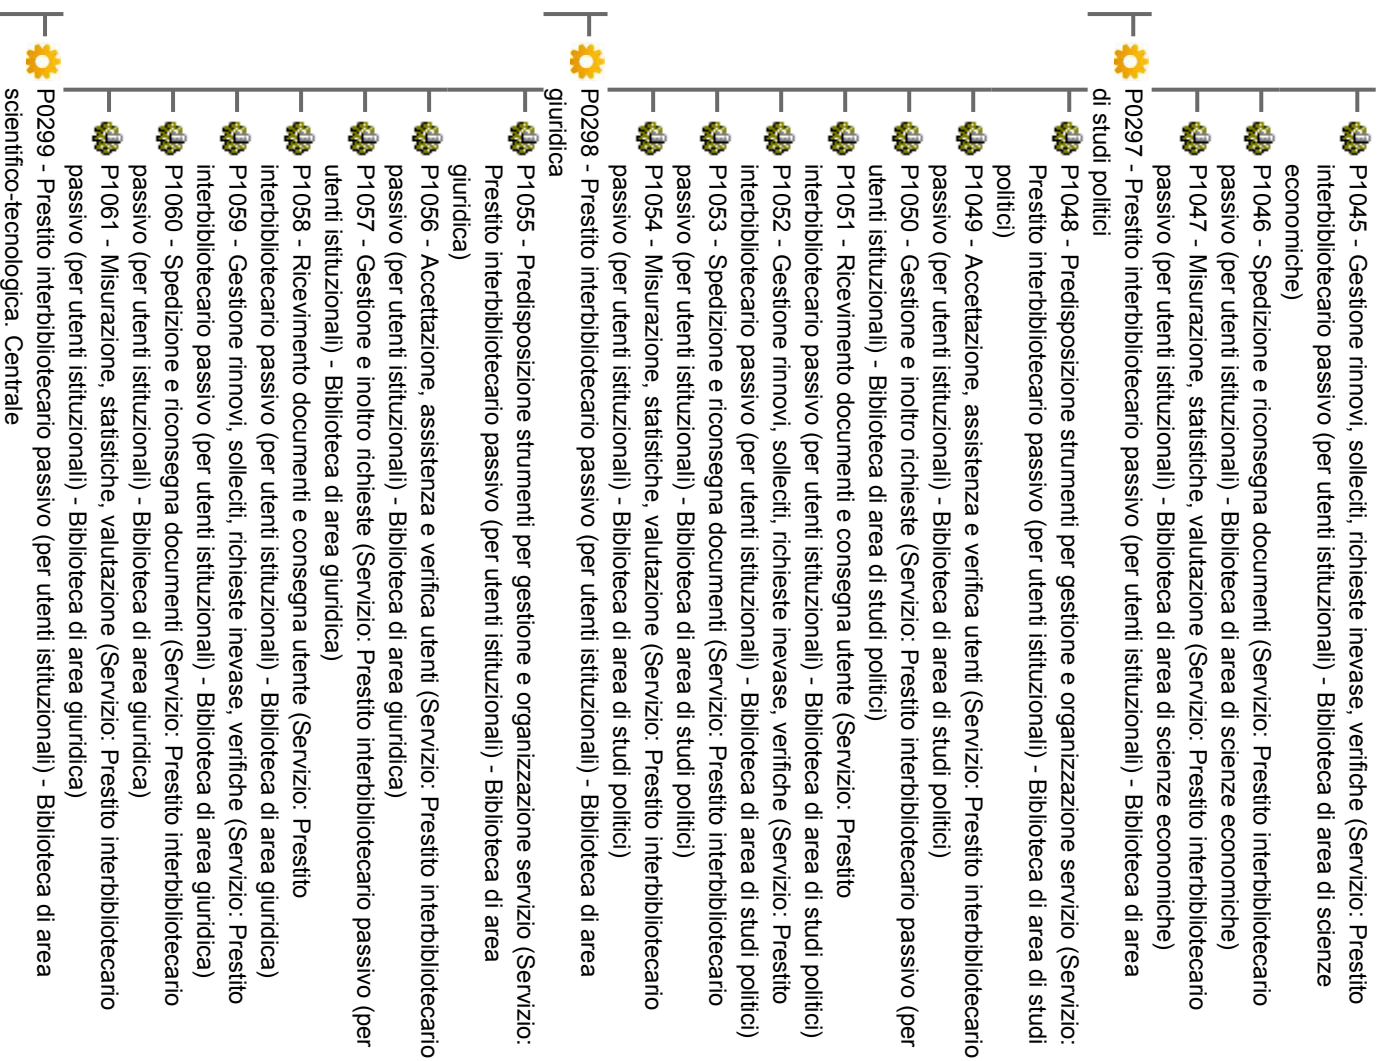 P1045 - Gestione rinnovi, solleciti, richieste inevase, verifiche (Servizio: Prestito
interbibliotecario passivo (per utenti istituzionali) - Biblioteca di area di scienze
economiche)
P1046 - Spedizione e riconsegna documenti (Servizio: Prestito interbibliotecario
passivo (per utenti istituzionali) - Biblioteca di area di scienze economiche)
P1047 - Misurazione, statistiche, valutazione (Servizio: Prestito interbibliotecario
passivo (per utenti istituzionali) - Biblioteca di area di scienze economiche)
P0297 - Prestito interbibliotecario passivo (per utenti istituzionali) - Biblioteca di area
di studi politici
P1048 - Predisposizione strumenti per gestione e organizzazione servizio (Servizio:
Prestito interbibliotecario passivo (per utenti istituzionali) - Biblioteca di area di studi
politici)
P1049 - Accettazione, assistenza e verifica utenti (Servizio: Prestito interbibliotecario
passivo (per utenti istituzionali) - Biblioteca di area di studi politici)
P1050 - Gestione e inoltro richieste (Servizio: Prestito interbibliotecario passivo (per
utenti istituzionali) - Biblioteca di area di studi politici)
P1051 - Ricevimento documenti e consegna utente (Servizio: Prestito
interbibliotecario passivo (per utenti istituzionali) - Biblioteca di area di studi politici)
P1052 - Gestione rinnovi, solleciti, richieste inevase, verifiche (Servizio: Prestito
interbibliotecario passivo (per utenti istituzionali) - Biblioteca di area di studi politici)
P1053 - Spedizione e riconsegna documenti (Servizio: Prestito interbibliotecario
passivo (per utenti istituzionali) - Biblioteca di area di studi politici)
P1054 - Misurazione, statistiche, valutazione (Servizio: Prestito interbibliotecario
passivo (per utenti istituzionali) - Biblioteca di area di studi politici)
P0298 - Prestito interbibliotecario passivo (per utenti istituzionali) - Biblioteca di area
giuridica
P1055 - Predisposizione strumenti per gestione e organizzazione servizio (Servizio:
Prestito interbibliotecario passivo (per utenti istituzionali) - Biblioteca di area
giuridica)
P1056 - Accettazione, assistenza e verifica utenti (Servizio: Prestito interbibliotecario
passivo (per utenti istituzionali) - Biblioteca di area giuridica)
P1057 - Gestione e inoltro richieste (Servizio: Prestito interbibliotecario passivo (per
utenti istituzionali) - Biblioteca di area giuridica)
P1058 - Ricevimento documenti e consegna utente (Servizio: Prestito
interbibliotecario passivo (per utenti istituzionali) - Biblioteca di area giuridica)
P1059 - Gestione rinnovi, solleciti, richieste inevase, verifiche (Servizio: Prestito
interbibliotecario passivo (per utenti istituzionali) - Biblioteca di area giuridica)
P1060 - Spedizione e riconsegna documenti (Servizio: Prestito interbibliotecario
passivo (per utenti istituzionali) - Biblioteca di area giuridica)
P1061 - Misurazione, statistiche, valutazione (Servizio: Prestito interbibliotecario
passivo (per utenti istituzionali) - Biblioteca di area giuridica)
P0299 - Prestito interbibliotecario passivo (per utenti istituzionali) - Biblioteca di area
scientifico-tecnologica. Centrale